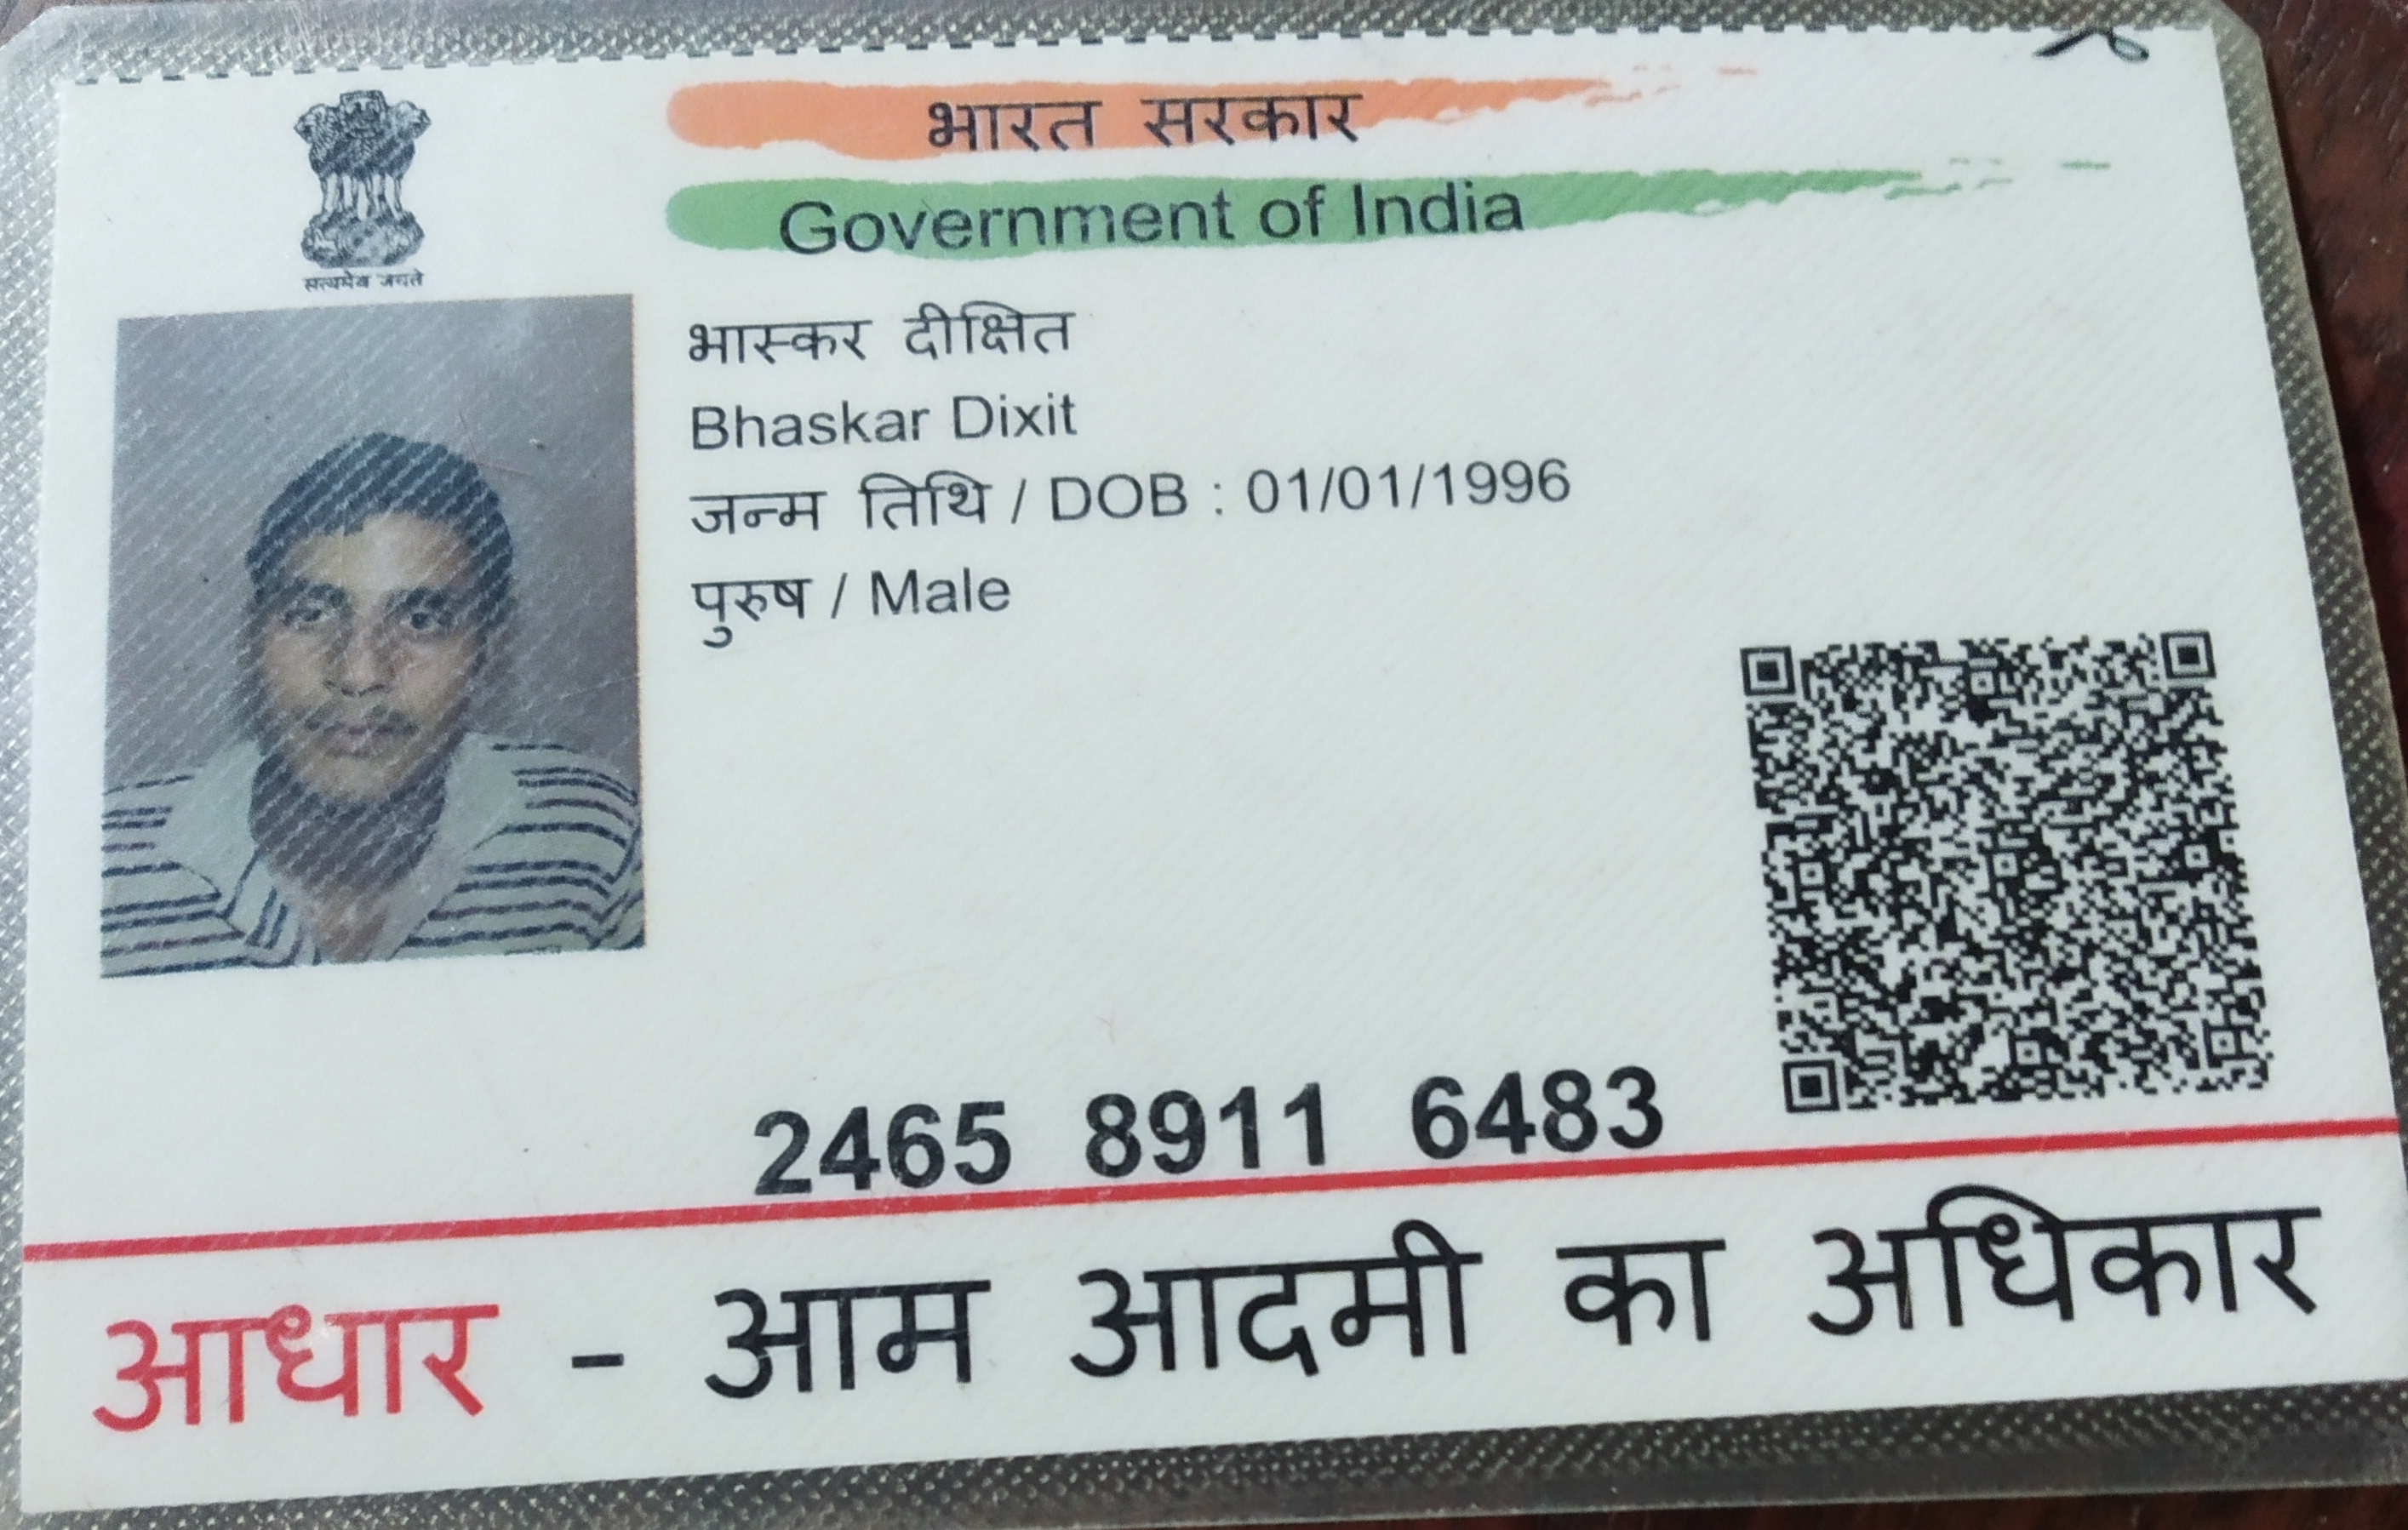 भारत सरकार
Government of India
सत्यमेव जयते
भास्कर दीक्षित
Bhaskar Dixit
जन्म तिथि / DOB : 01/01/1996
पुरुष / Male
2465 8911 6483
आधार - आम आदमी का अधिकार